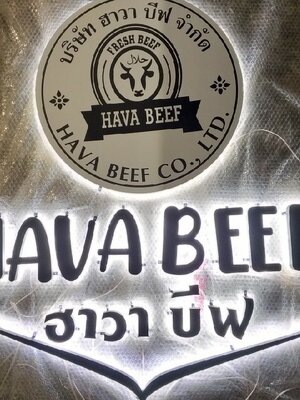 บริษัท ฮาวา บีฟ จำกัด
FRESH BEEF
حلال
HAVA BEEF
HAVA BEEF CO., LTD.
HAVA BEEF
ฮาวา บีฟ